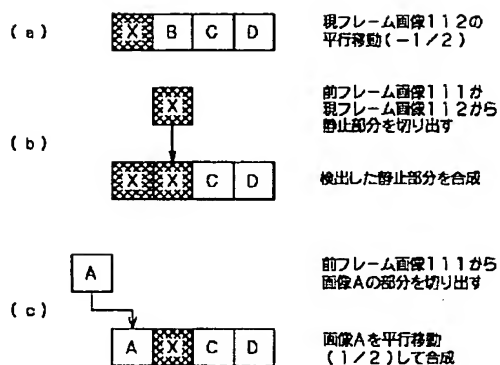 (a)
X B C D
現フレーム画像112の
平行移動(-1/2)
(b)
X
前フレーム画像111か
現フレーム画像112から
静止部分を切り出す
X X C D
検出した静止部分を合成
(c)
A
前フレーム画像111から
画像Aの部分を切り出す
A X C D
画像Aを平行移動
(1/2)して合成